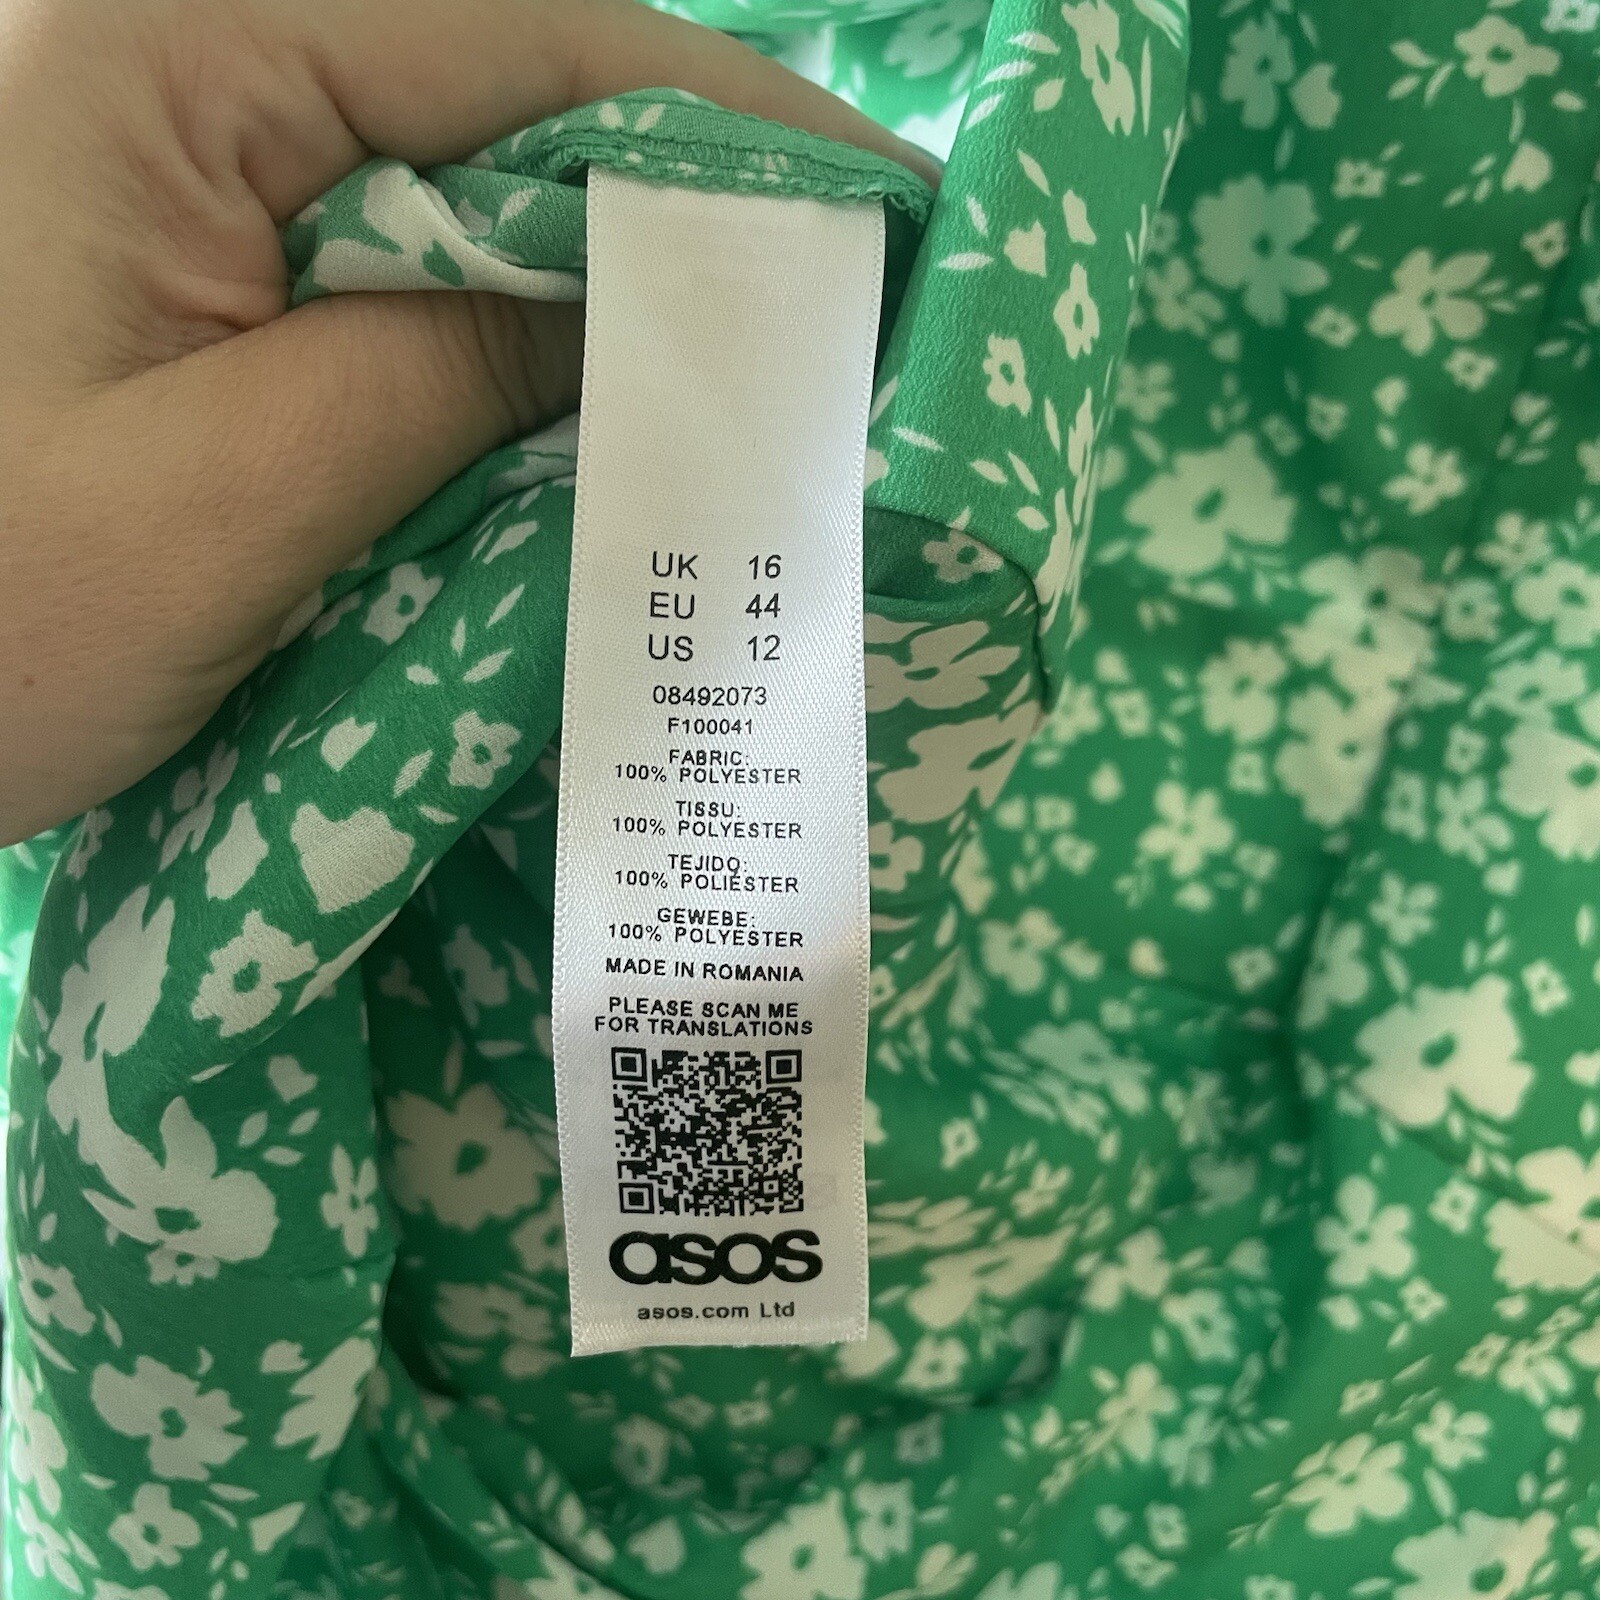 UK 16
EU 44
US 12
08492073
F100041
FABRIC:
100% POLYESTER
TISSU:
100% POLYESTER
TEJIDO:
100% POLIÉSTER
GEWEBE:
100% POLYESTER
MADE IN ROMANIA
PLEASE SCAN ME
FOR TRANSLATIONS
asos
asos.com Ltd